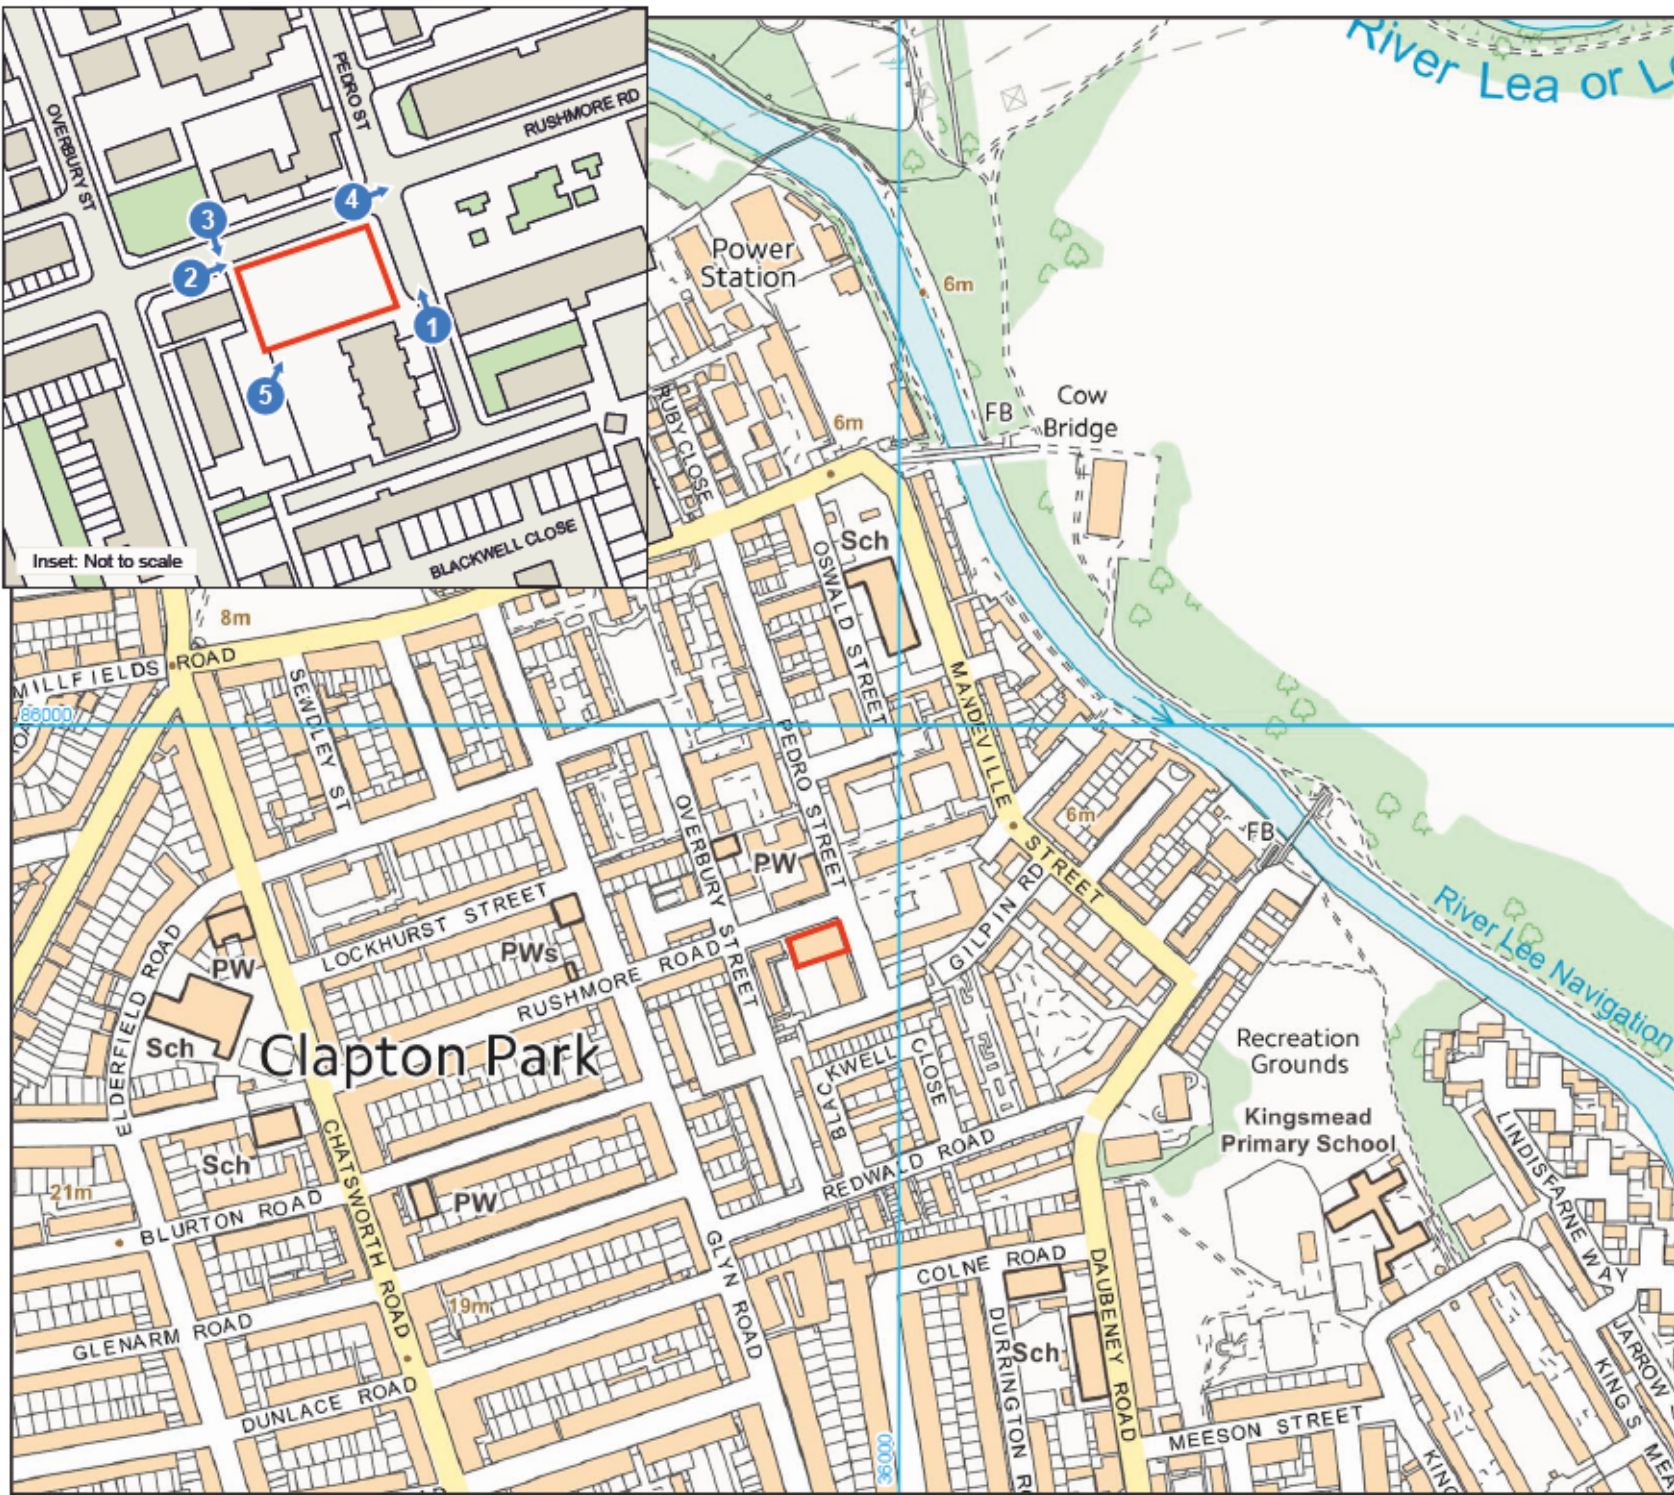 PEDRO ST
OVERBURY ST
RUSHMORE RD
4
3
2
1
5
BLACKWELL CLOSE
Inset: Not to scale
River Lea or L
Power
Station
6m
Cow
Bridge
FB
6m
RUBY CLOSE
Sch
OSWALD STREET
8m
MILLFIELDS ROAD
SEWDLEY ST
86000
MANDEVILLE STREET
PEDRO STREET
OVERBURY STREET
6m
FB
PW
GILPIN RD
River Lee Navigation
LOCKHURST STREET
PWs
RUSHMORE ROAD
ELDERFIELD ROAD
PW
Sch
Clapton Park
BLACKWELL CLOSE
Recreation
Grounds
Kingsmead
Primary School
LINDISFARNE WAY
CHATSWORTH ROAD
Sch
REDWALD ROAD
21m
PW
BLURTON ROAD
GLYN ROAD
COLNE ROAD
DAUBENEY ROAD
19m
GLENARM ROAD
DURRINGTON R
Sch
JARROW
KING'S MEA
DUNLACE ROAD
MEESON STREET
KING
36000